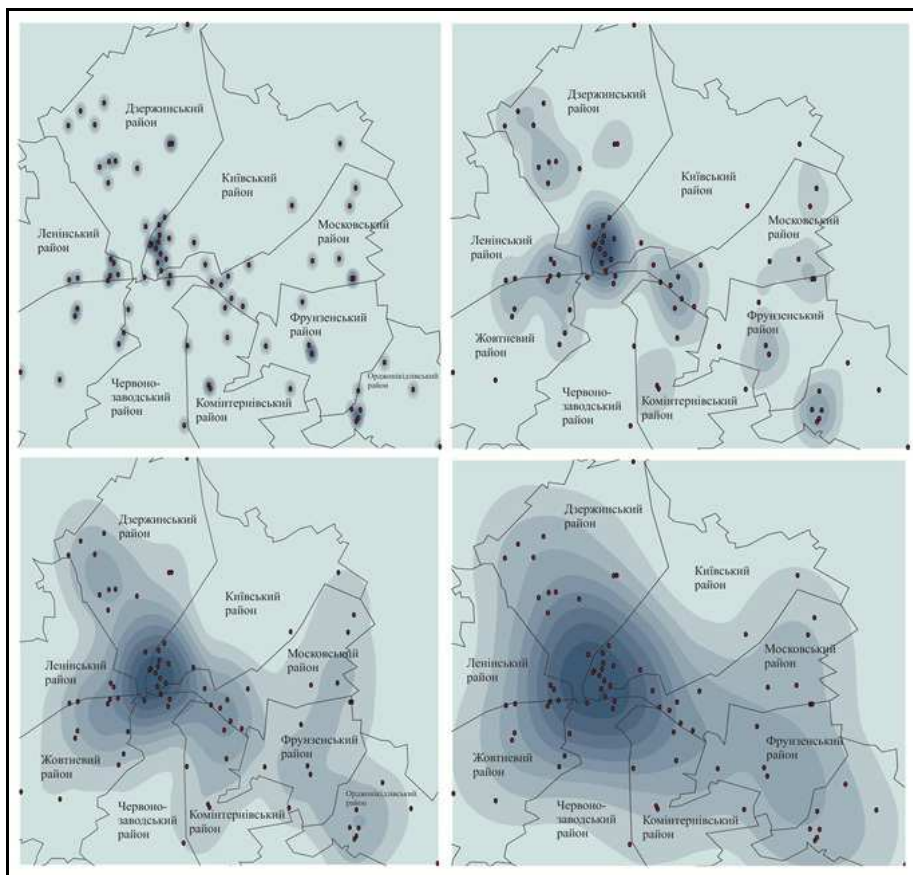 Дзержинський
район
Київський
район
Ленінський
район
Московський
район
Фрунзенський
район
Орджонікідзівський
район
Червоно-
заводський
район
Комінтернівський
район
Дзержинський
район
Київський
район
Московський
район
Ленінський
район
Фрунзенський
район
Жовтневий
район
Червоно-
заводський
район
Комінтернівський
район
Дзержинський
район
Київський
район
Московський
район
Ленінський
район
Фрунзенський
район
Жовтневий
район
Орджонікідзівський
район
Червоно-
заводський
район
Комінтернівський
район
Дзержинський
район
Київський
район
Московський
район
Ленінський
район
Фрунзенський
район
Жовтневий
район
Червоно-
заводський
район
Комінтернівський
район